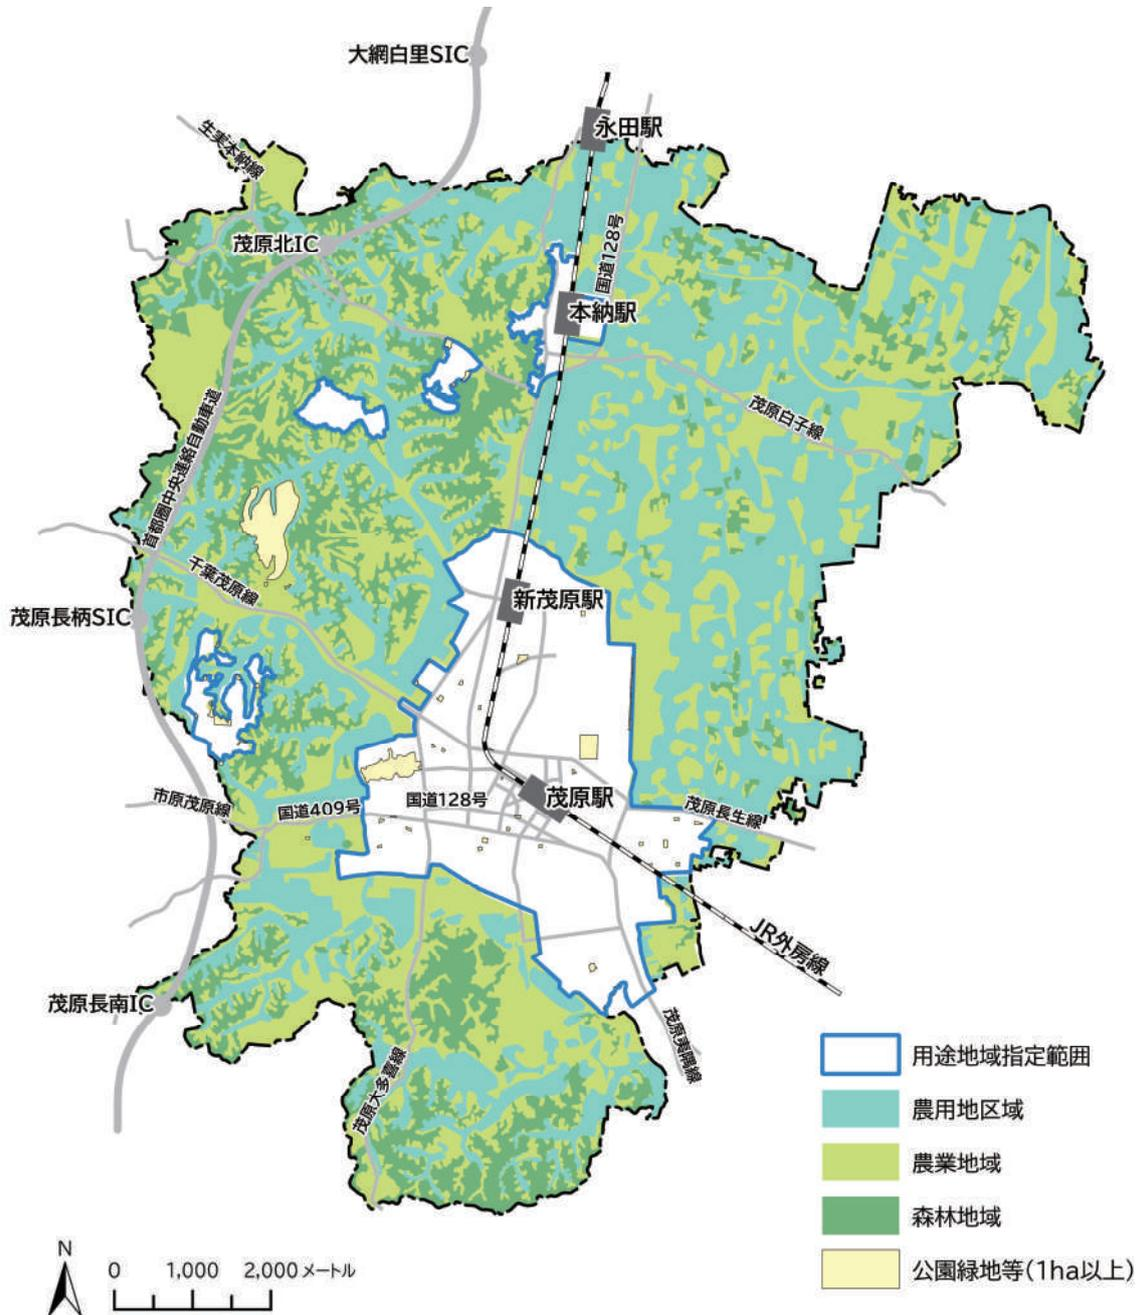 大網白里SIC
永田駅
生実本納線
茂原北IC
国道128号
本納駅
茂原白子線
首都圏中央連絡自動車道
千葉茂原線
新茂原駅
茂原長柄SIC
茂原駅
市原茂原線
国道409号
国道128号
茂原長生線
JR外房線
茂原長南IC
茂原夷隅線
茂原大多喜線
用途地域指定範囲
農用地区域
農業地域
森林地域
公園緑地等(1ha以上)
N
0 1,000 2,000 メートル